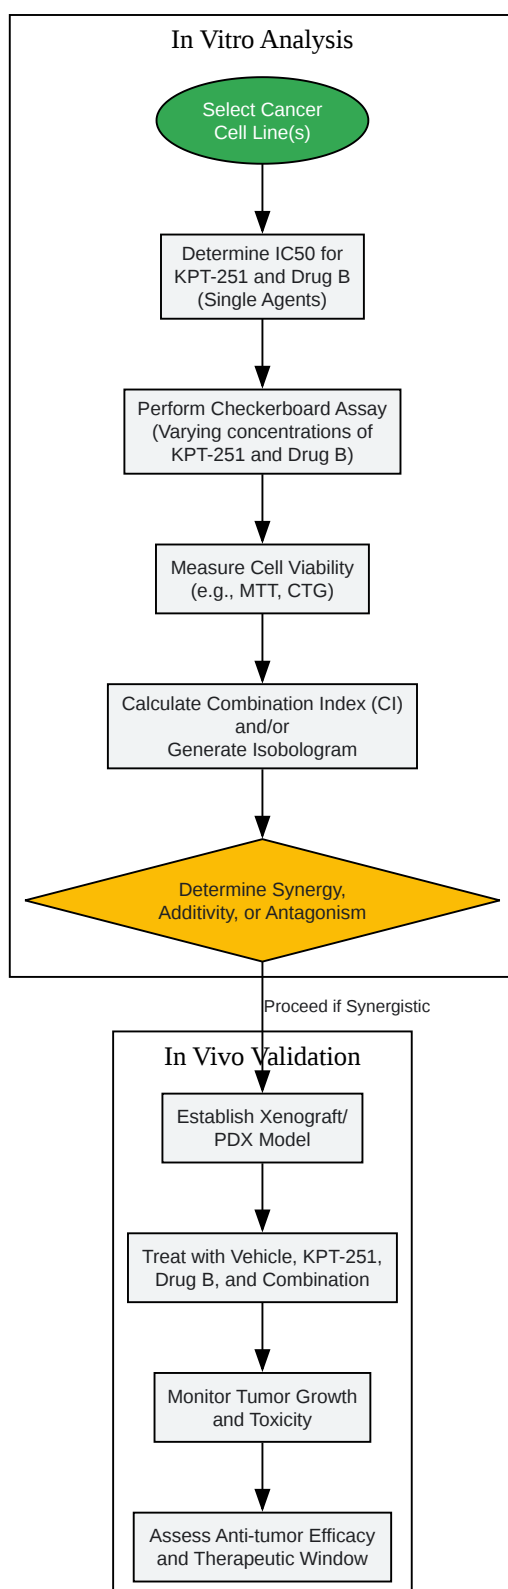 In Vitro Analysis
Select Cancer
Cell Line(s)
Determine IC50 for
KPT-251 and Drug B
(Single Agents)
Perform Checkerboard Assay
(Varying concentrations of
KPT-251 and Drug B)
Measure Cell Viability
(e.g., MTT, CTG)
Calculate Combination Index (CI)
and/or
Generate Isobologram
Determine Synergy,
Additivity, or Antagonism
Proceed if Synergistic
In Vivo Validation
Establish Xenograft/
PDX Model
Treat with Vehicle, KPT-251,
Drug B, and Combination
Monitor Tumor Growth
and Toxicity
Assess Anti-tumor Efficacy
and Therapeutic Window